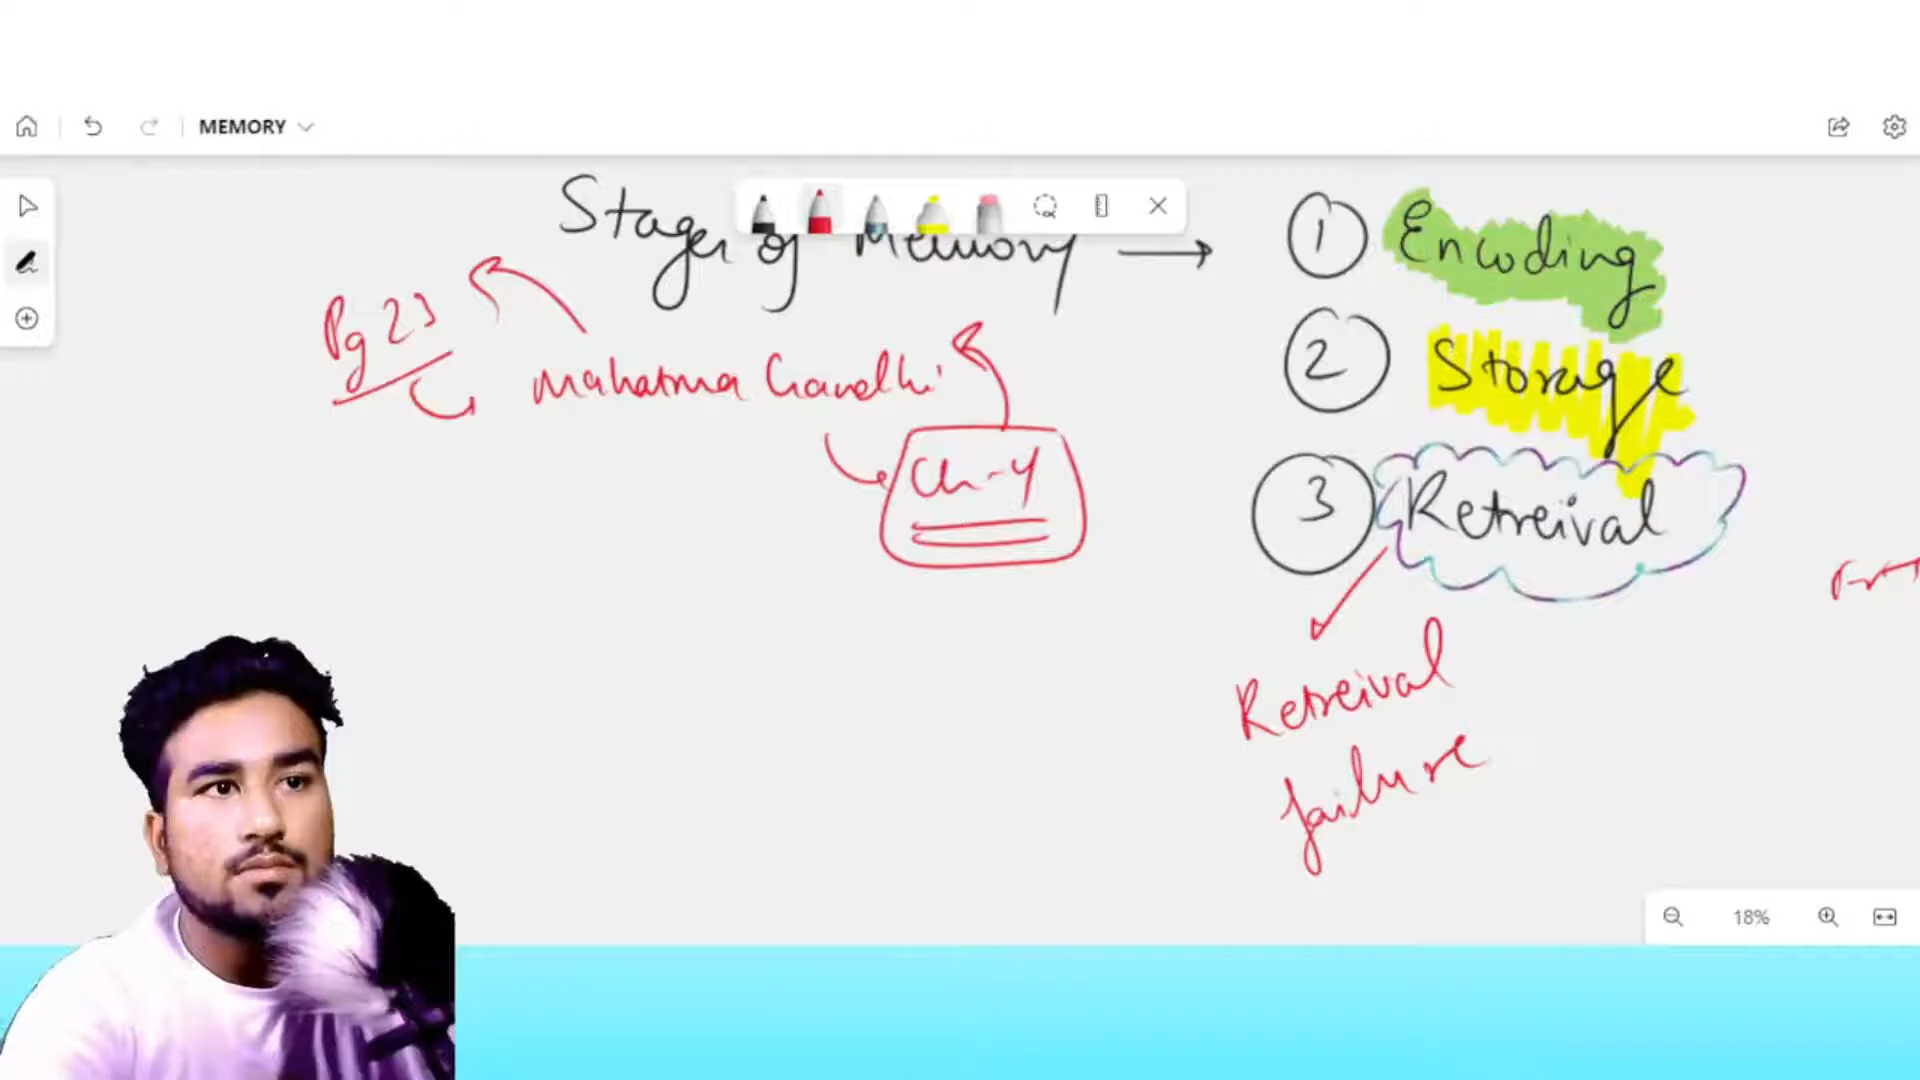 MEMORY
Stages of Memory
1 Encoding
2 Storage
3 Retreival
Pg 23
Mahatma Gandhi
Ch-4
Retreival
failure
18%